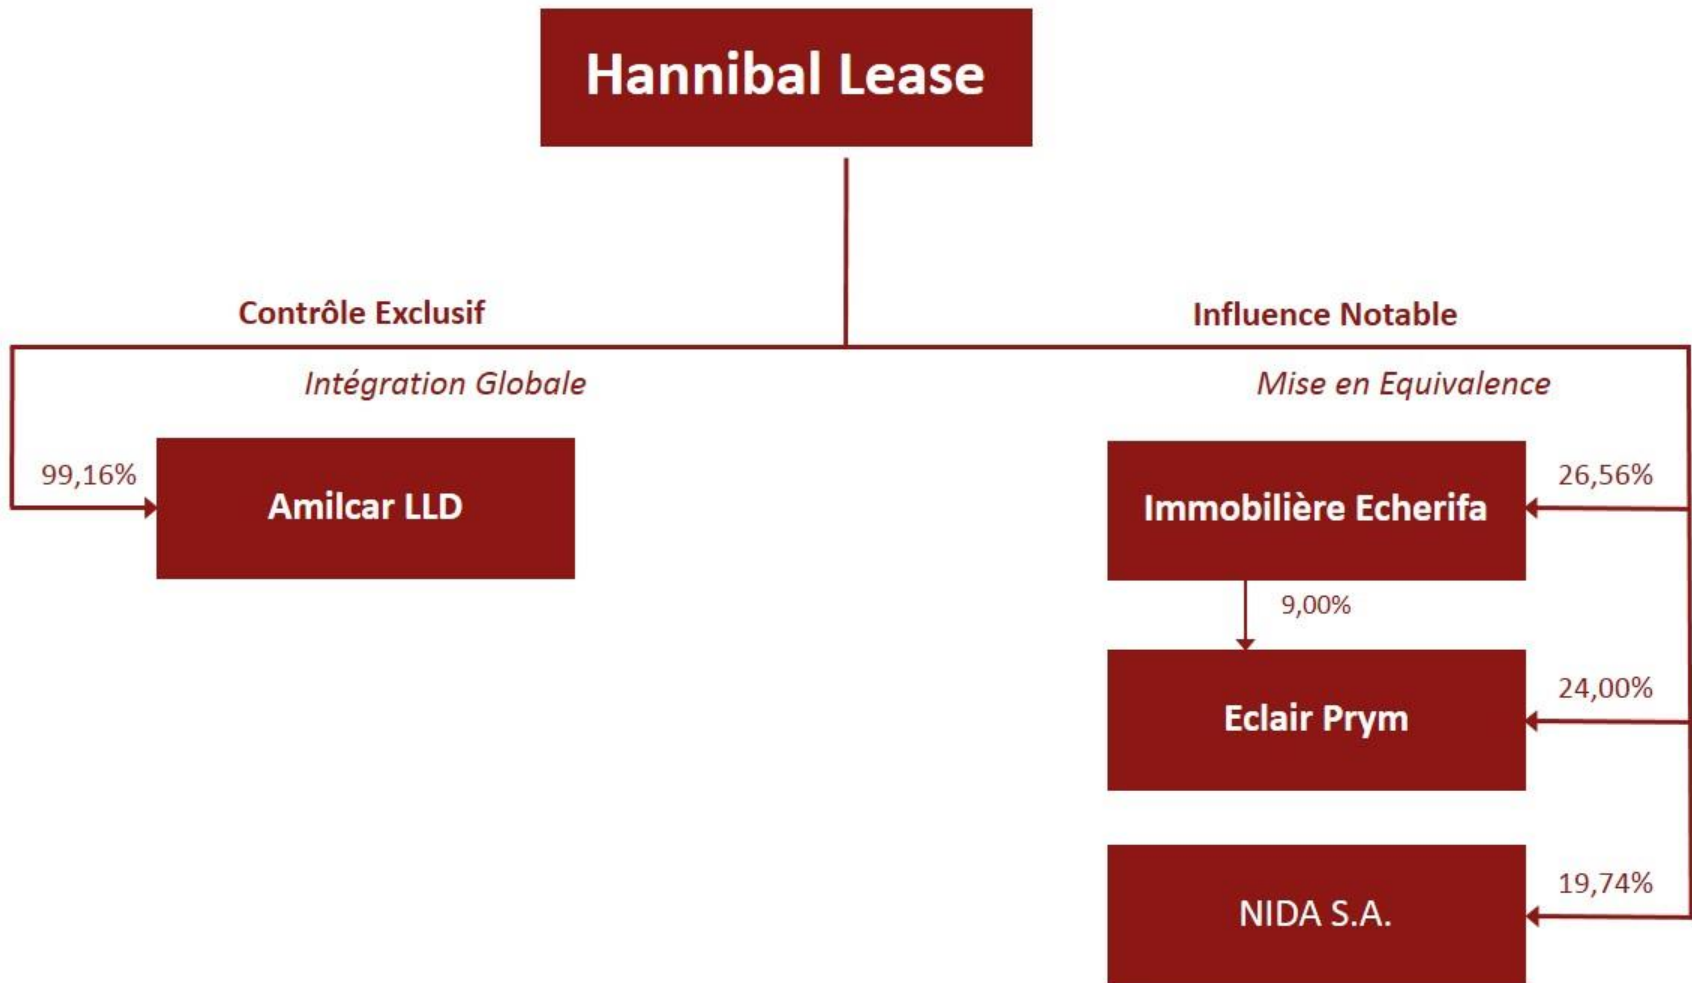 Hannibal Lease
Contrôle Exclusif
Influence Notable
Intégration Globale
Mise en Equivalence
99,16%
Amilcar LLD
Immobilière Echerifa
26,56%
9,00%
Eclair Prym
24,00%
NIDA S.A.
19,74%